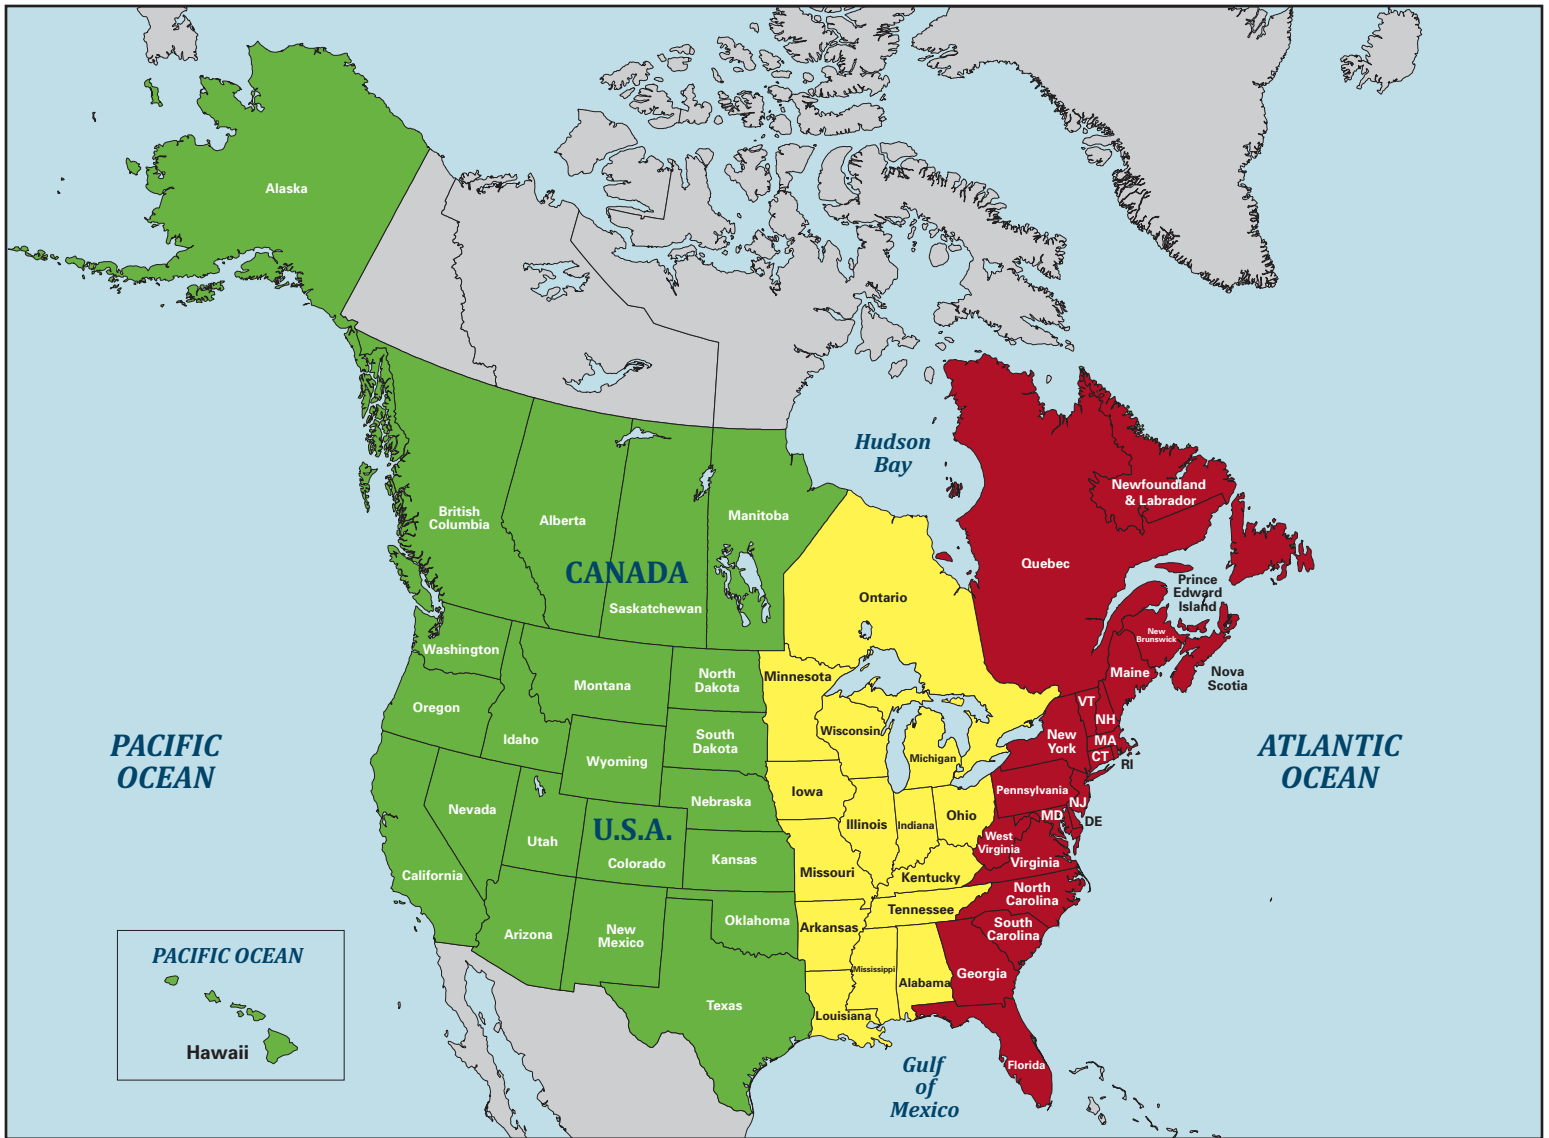 Alaska
Hudson
Bay
Newfoundland
& Labrador
British
Columbia
Alberta
Manitoba
CANADA
Quebec
Saskatchewan
Ontario
Prince
Edward
Island
New
Brunswick
Nova
Scotia
Washington
Montana
North
Dakota
Minnesota
Maine
Oregon
Idaho
Wyoming
South
Dakota
Wisconsin
Michigan
New
York
VT
NH
MA
CT
RI
PACIFIC
OCEAN
ATLANTIC
OCEAN
Nevada
Utah
U.S.A.
Colorado
Nebraska
Kansas
Iowa
Illinois
Indiana
Ohio
Pennsylvania
NJ
MD
DE
West
Virginia
Virginia
California
Missouri
Kentucky
North
Carolina
Tennessee
South
Carolina
Arizona
New
Mexico
Oklahoma
Arkansas
Mississippi
Alabama
Georgia
Texas
Louisiana
Florida
PACIFIC OCEAN
Hawaii
Gulf
of
Mexico